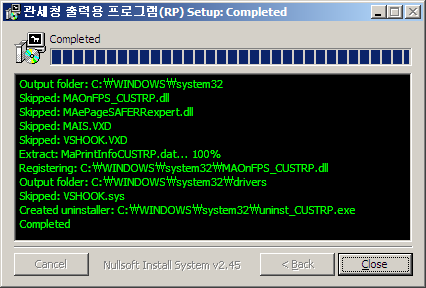 관세청 출력용 프로그램(RP) Setup: Completed
Completed
Output folder: C:₩WINDOWS₩system32
Skipped: MAOnFPS_CUSTRP.dll
Skipped: MAePageSAFERRexpert.dll
Skipped: MAIS.VXD
Skipped: VSHOOK.VXD
Extract: MaPrintInfoCUSTRP.dat... 100%
Registering: C:₩WINDOWS₩system32₩MAOnFPS_CUSTRP.dll
Output folder: C:₩WINDOWS₩system32₩drivers
Skipped: VSHOOK.sys
Created uninstaller: C:₩WINDOWS₩system32₩uninst_CUSTRP.exe
Completed
Cancel
Nullsoft Install System v2.45
< Back
Close